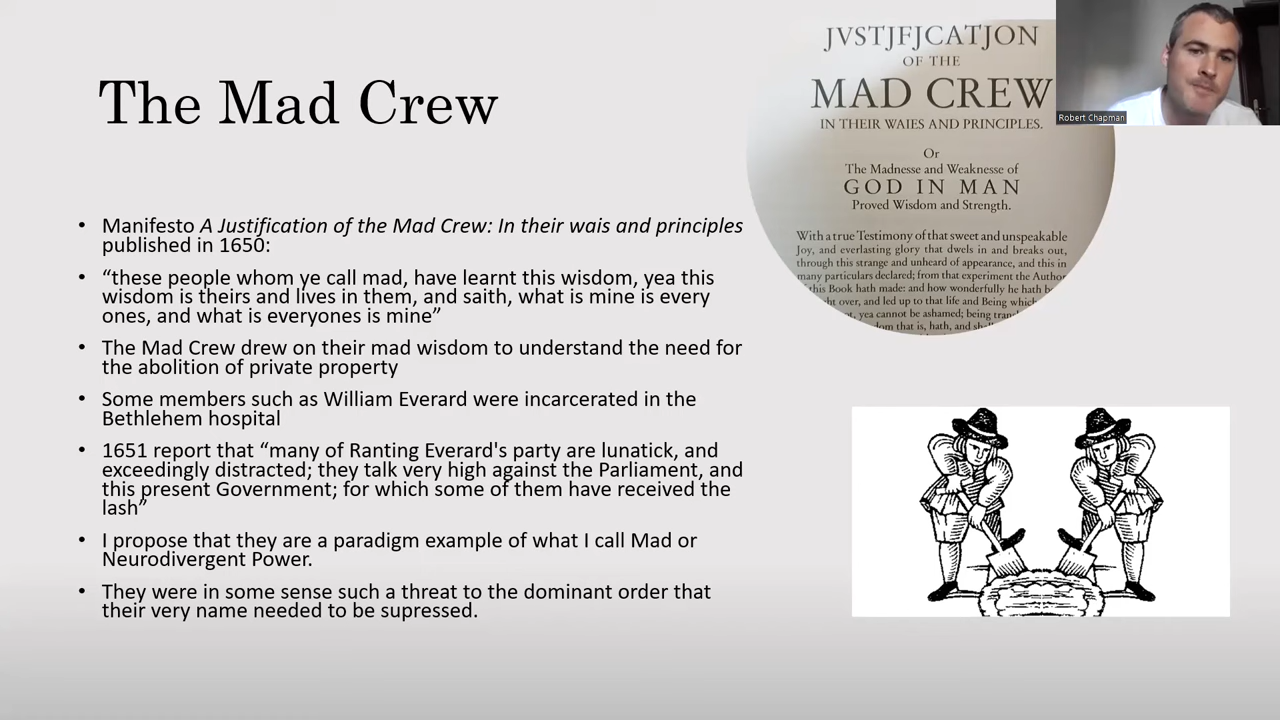 The Mad Crew
• Manifesto A Justification of the Mad Crew: In their wais and principles
published in 1650:
• “these people whom ye call mad, have learnt this wisdom, yea this
wisdom is theirs and lives in them, and saith, what is mine is every
ones, and what is everyones is mine”
• The Mad Crew drew on their mad wisdom to understand the need for
the abolition of private property
• Some members such as William Everard were incarcerated in the
Bethlehem hospital
• 1651 report that “many of Ranting Everard's party are lunatick, and
exceedingly distracted; they talk very high against the Parliament, and
this present Government; for which some of them have received the
lash”
• I propose that they are a paradigm example of what I call Mad or
Neurodivergent Power.
• They were in some sense such a threat to the dominant order that
their very name needed to be supressed.
JVSTJFJCATJON
OF THE
MAD CREW
IN THEIR WAIES AND PRINCIPLES.
Or
The Madnesse and Weaknesse of
GOD IN MAN
Proved Wisdom and Strength.
With a true Testimony of that sweet and unspeakable
Joy, and everlasting glory that dwels in and breaks out,
through this strange and unheard of appearance, and this in
many particulars declared; from that experiment the Author
this Book hath made: and how wonderfully he hath
over, and led up to that life and Being which
yea cannot be ashamed; being
that is, hath, and
Robert Chapman